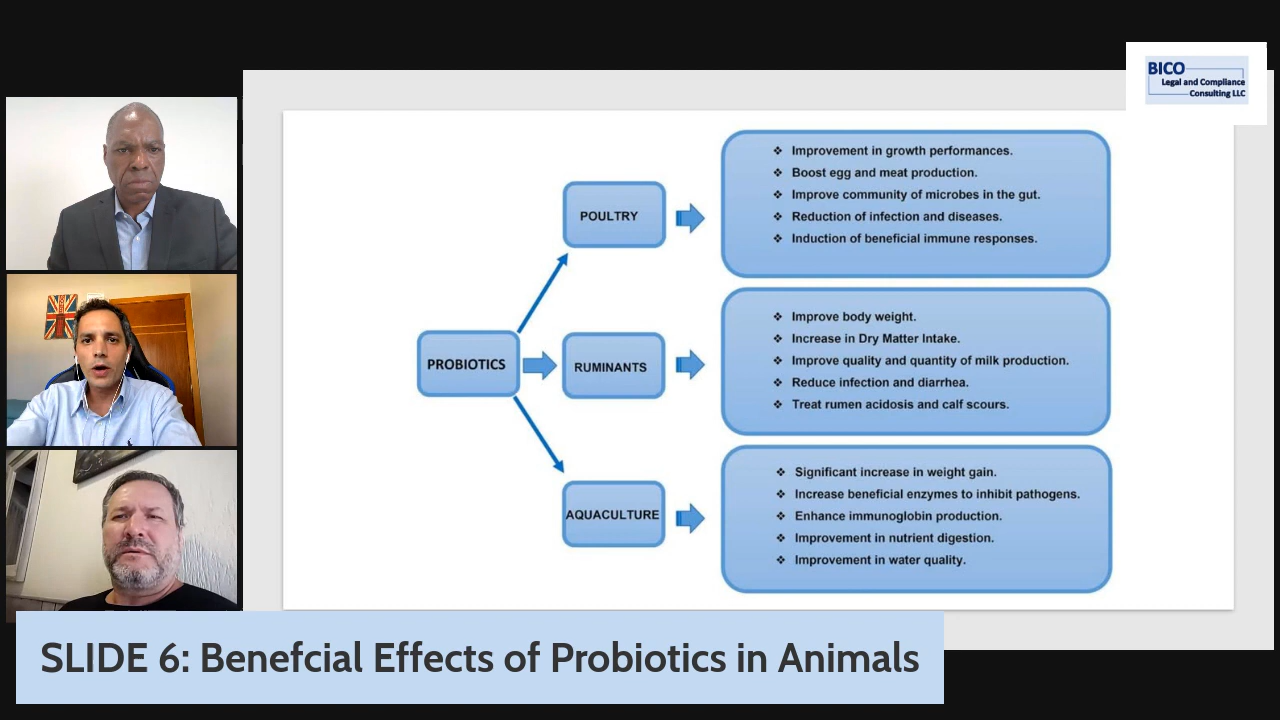 BICO
Legal and Compliance
Consulting LLC
POULTRY
❖ Improvement in growth performances.
❖ Boost egg and meat production.
❖ Improve community of microbes in the gut.
❖ Reduction of infection and diseases.
❖ Induction of beneficial immune responses.
PROBIOTICS
RUMINANTS
❖ Improve body weight.
❖ Increase in Dry Matter Intake.
❖ Improve quality and quantity of milk production.
❖ Reduce infection and diarrhea.
❖ Treat rumen acidosis and calf scours.
AQUACULTURE
❖ Significant increase in weight gain.
❖ Increase beneficial enzymes to inhibit pathogens.
❖ Enhance immunoglobin production.
❖ Improvement in nutrient digestion.
❖ Improvement in water quality.
SLIDE 6: Benefcial Effects of Probiotics in Animals